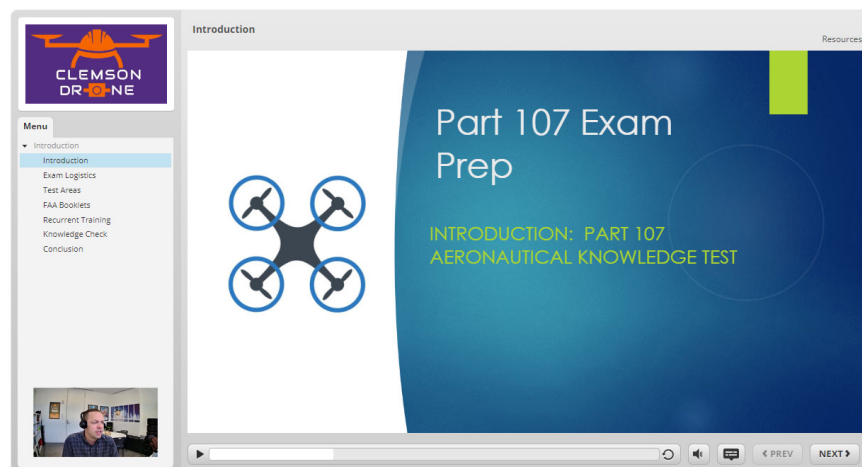 CLEMSON
DR NE
Introduction
Resources
Menu
Introduction
Introduction
Exam Logistics
Test Areas
FAA Booklets
Recurrent Training
Knowledge Check
Conclusion
Part 107 Exam
Prep
INTRODUCTION: PART 107
AERONAUTICAL KNOWLEDGE TEST
PREV
NEXT